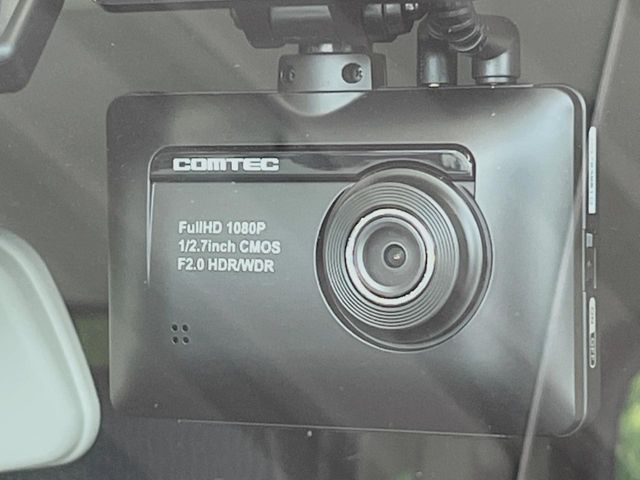 COMTEC
FullHD 1080P
1/2.7inch CMOS
F2.0 HDR/WDR